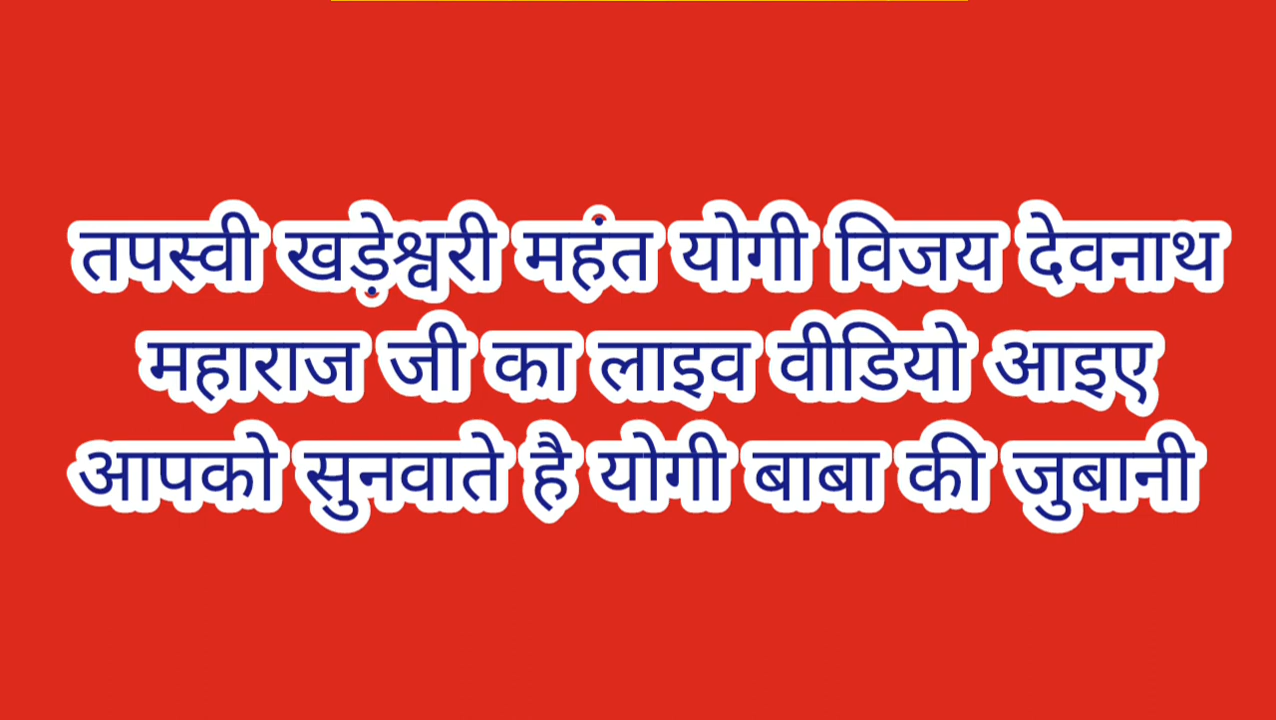 तपस्वी खड़ेश्वरी महंत योगी विजय देवनाथ
महाराज जी का लाइव वीडियो आइए
आपको सुनवाते है योगी बाबा की जुबानी